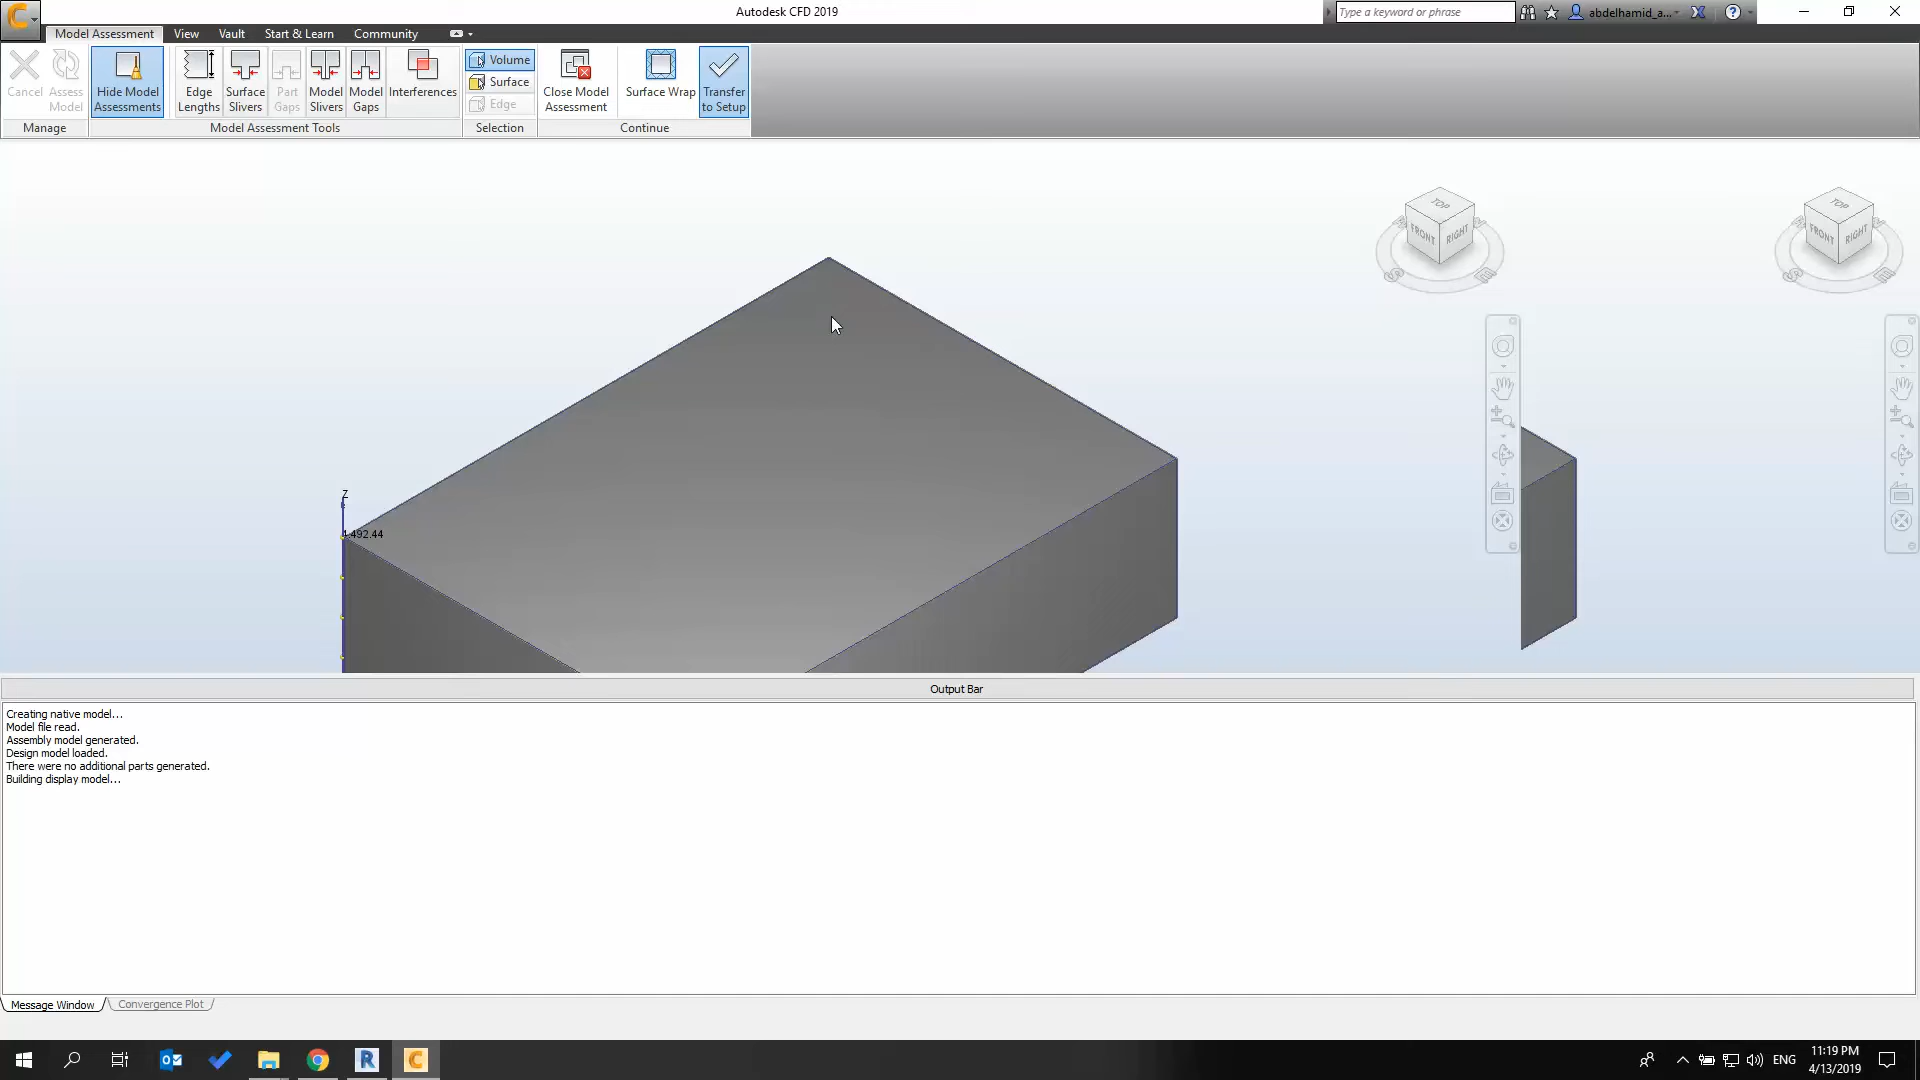 Autodesk CFD 2019
Type a keyword or phrase
abdelhamid_a...
Model Assessment
View
Vault
Start & Learn
Community
Cancel
Assess
Model
Hide Model
Assessments
Edge
Lengths
Surface
Slivers
Part
Gaps
Model
Slivers
Model
Gaps
Interferences
Volume
Surface
Edge
Close Model
Assessment
Surface Wrap
Transfer
to Setup
Manage
Model Assessment Tools
Selection
Continue
TOP
FRONT
RIGHT
S
E
TOP
FRONT
RIGHT
S
E
Z
492.44
Output Bar
Creating native model...
Model file read.
Assembly model generated.
Design model loaded.
There were no additional parts generated.
Building display model...
Message Window
Convergence Plot
ENG
11:19 PM
4/13/2019